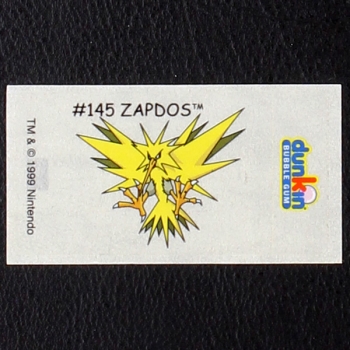 #145 ZAPDOS™
TM & © 1999 Nintendo
dunkin
BUBBLE GUM